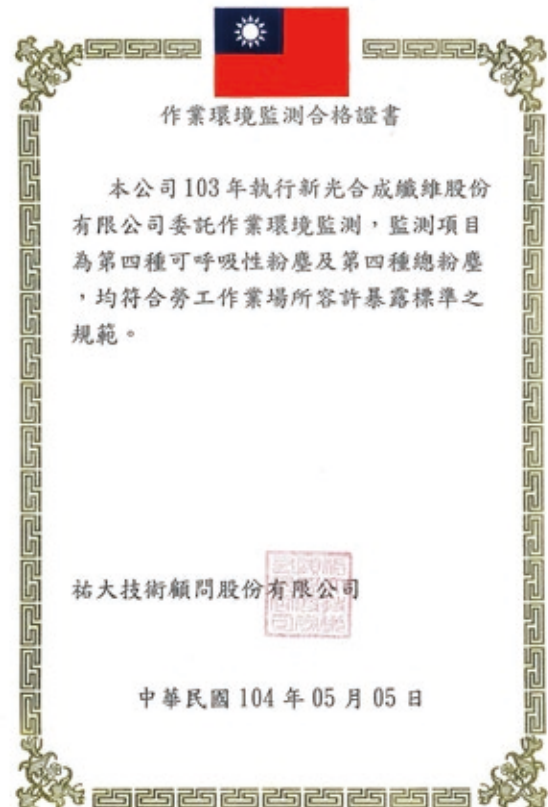 作業環境監測合格證書
本公司103年執行新光合成纖維股份
有限公司委託作業環境監測，監測項目
為第四種可呼吸性粉塵及第四種總粉塵
，均符合勞工作業場所容許暴露標準之
規範。
祐大技術顧問股份有限公司
中華民國 104 年 05 月 05 日